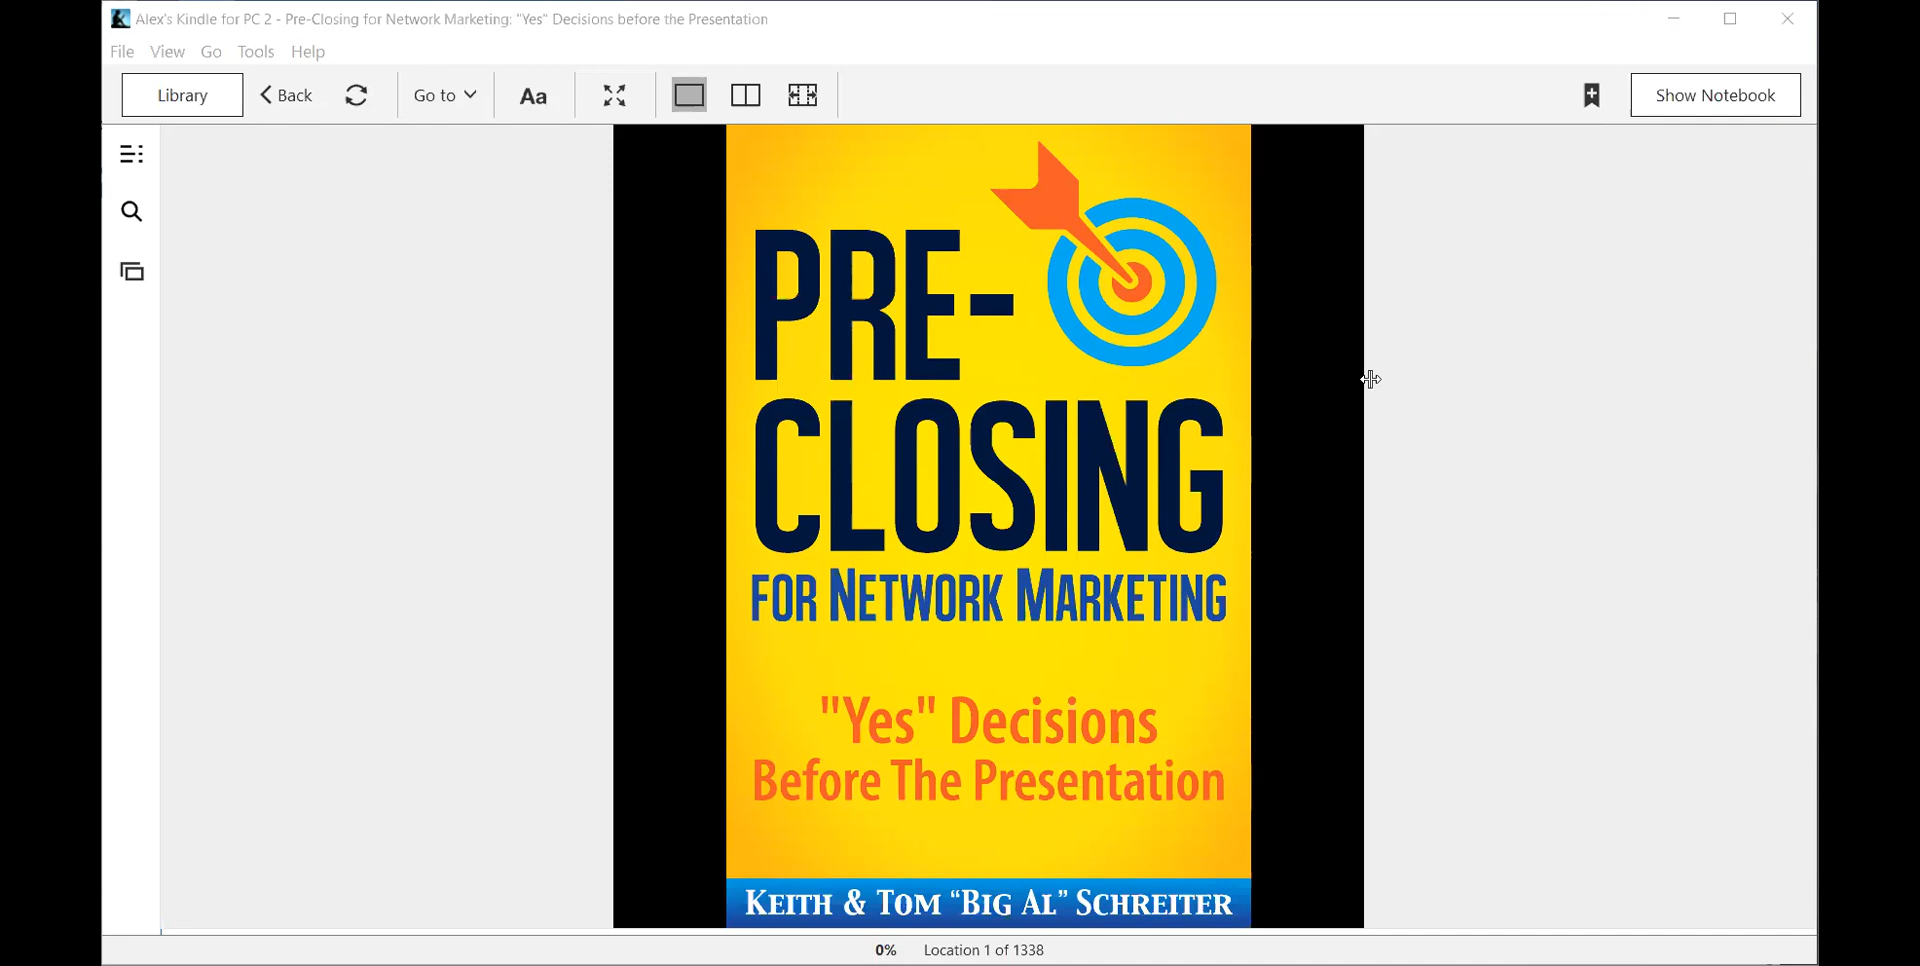 Alex's Kindle for PC 2 - Pre-Closing for Network Marketing: "Yes" Decisions before the Presentation
File View Go Tools Help
Library Back Go to Aa Show Notebook
PRE-
CLOSING
FOR NETWORK MARKETING
"Yes" Decisions
Before The Presentation
KEITH & TOM “BIG AL” SCHREITER
0% Location 1 of 1338